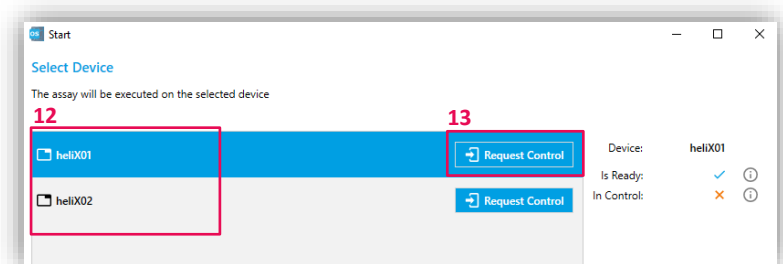 os Start
Select Device
The assay will be executed on the selected device
12
13
heliX01 Request Control
heliX02 Request Control
Device: heliX01
Is Ready:
In Control: